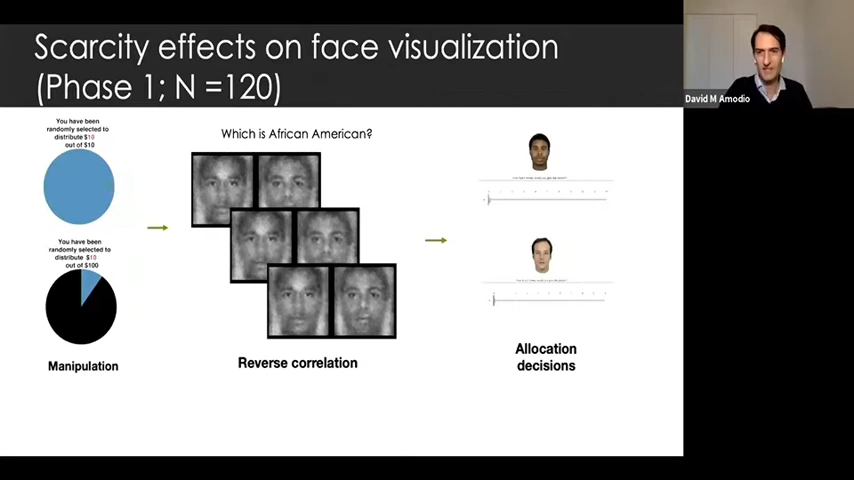 Scarcity effects on face visualization
(Phase 1; N =120)
David M Amodio
You have been
randomly selected to
distribute $10
out of $10
Which is African American?
You have been
randomly selected to
distribute $10
out of $100
Manipulation
Reverse correlation
Allocation
decisions